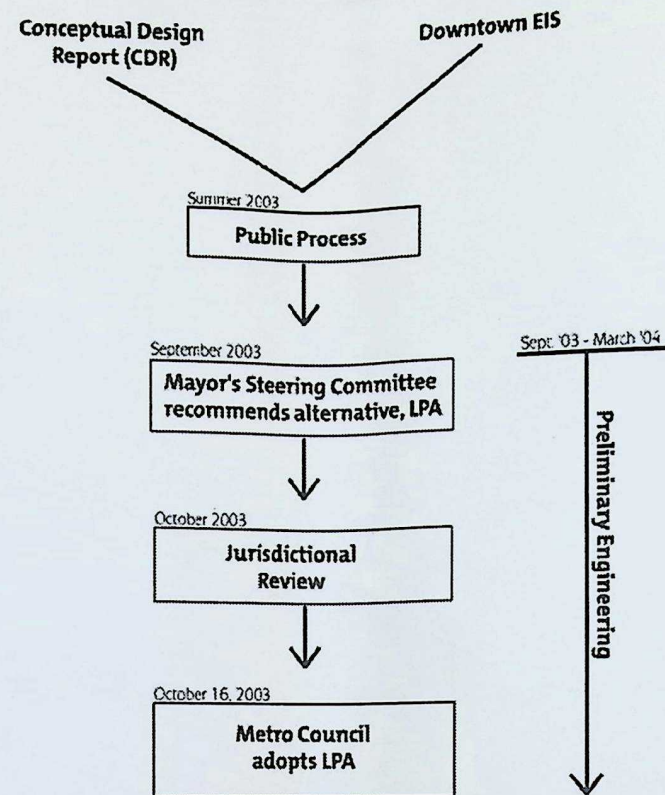 Conceptual Design
Report (CDR)
Downtown EIS
Summer 2003
Public Process
September 2003
Mayor's Steering Committee
recommends alternative, LPA
Sept. '03 - March '04
Preliminary Engineering
October 2003
Jurisdictional
Review
October 16, 2003
Metro Council
adopts LPA